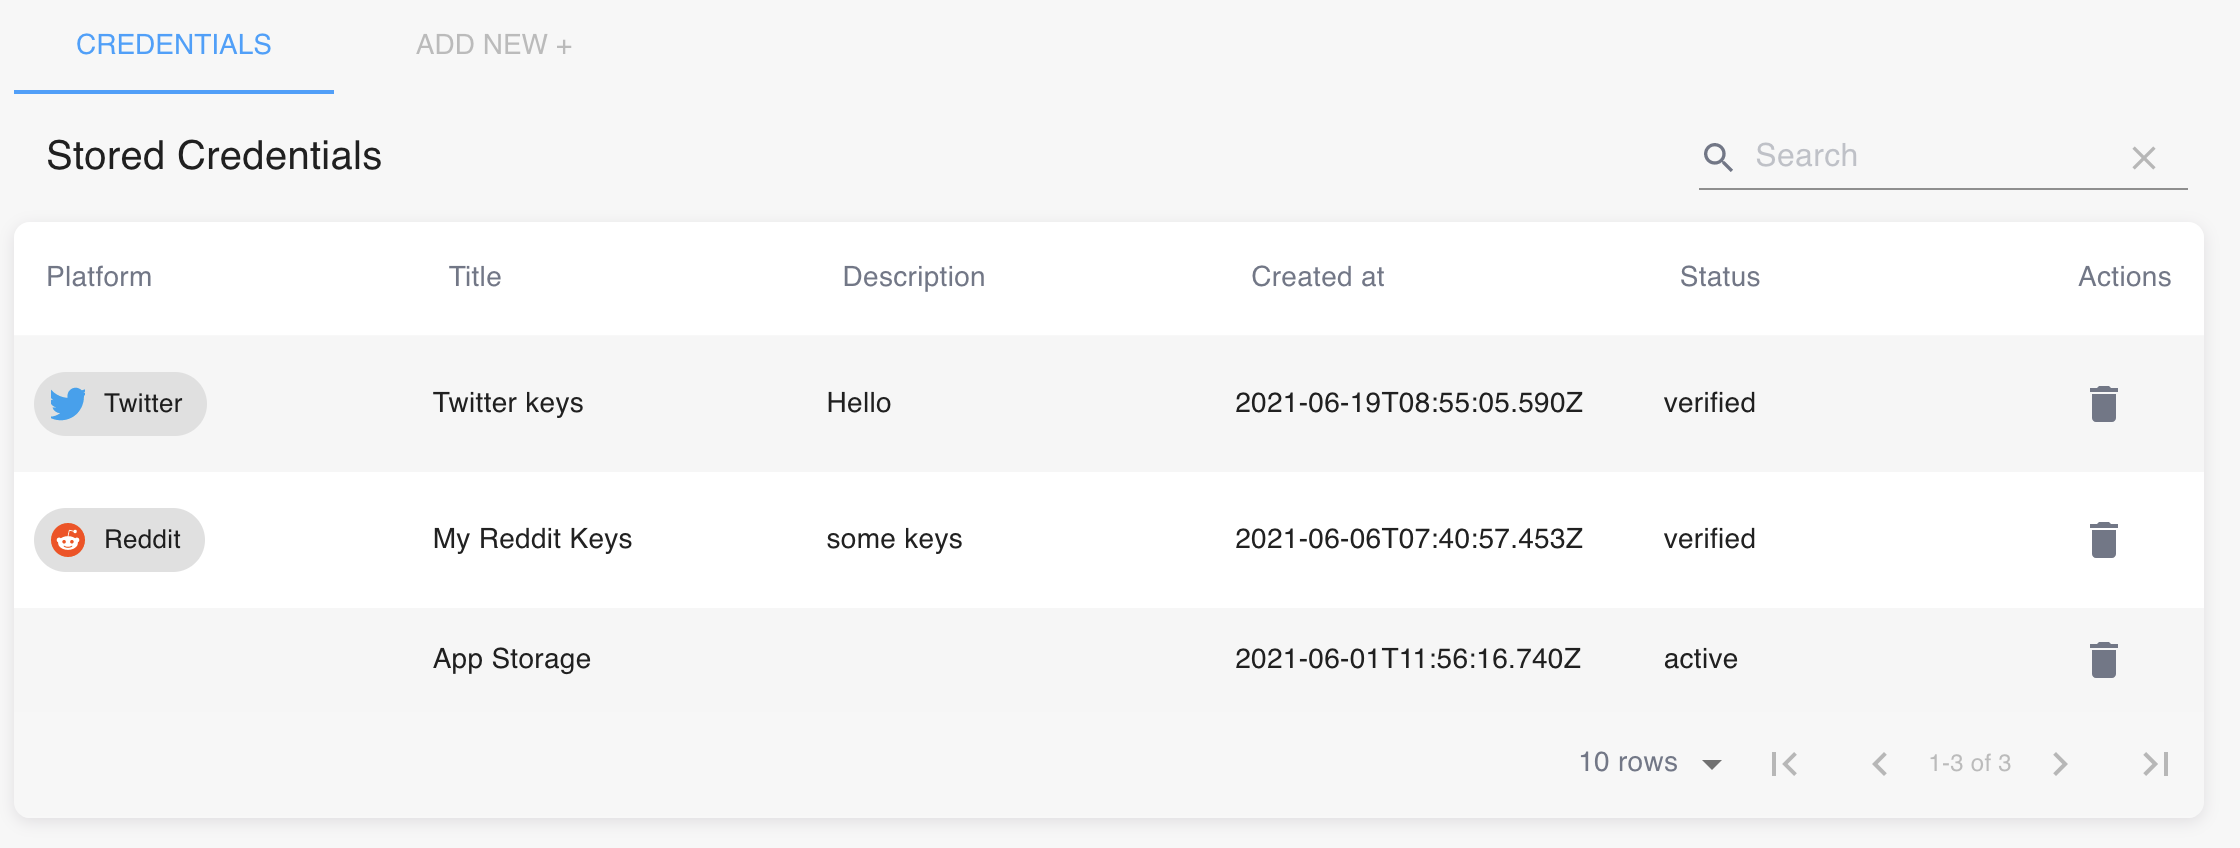 CREDENTIALS ADD NEW +
Stored Credentials Search
Platform Title Description Created at Status Actions
Twitter Twitter keys Hello 2021-06-19T08:55:05.590Z verified
Reddit My Reddit Keys some keys 2021-06-06T07:40:57.453Z verified
App Storage 2021-06-01T11:56:16.740Z active
10 rows 1-3 of 3